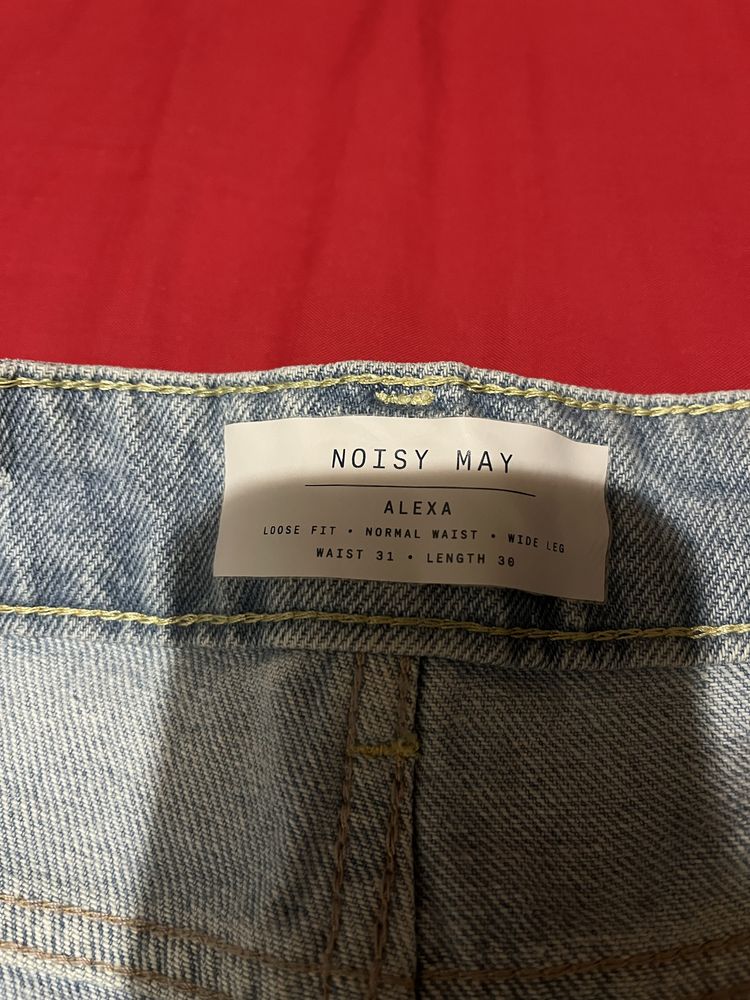 NOISY MAY
ALEXA
LOOSE FIT • NORMAL WAIST • WIDE LEG
WAIST 31 • LENGTH 30